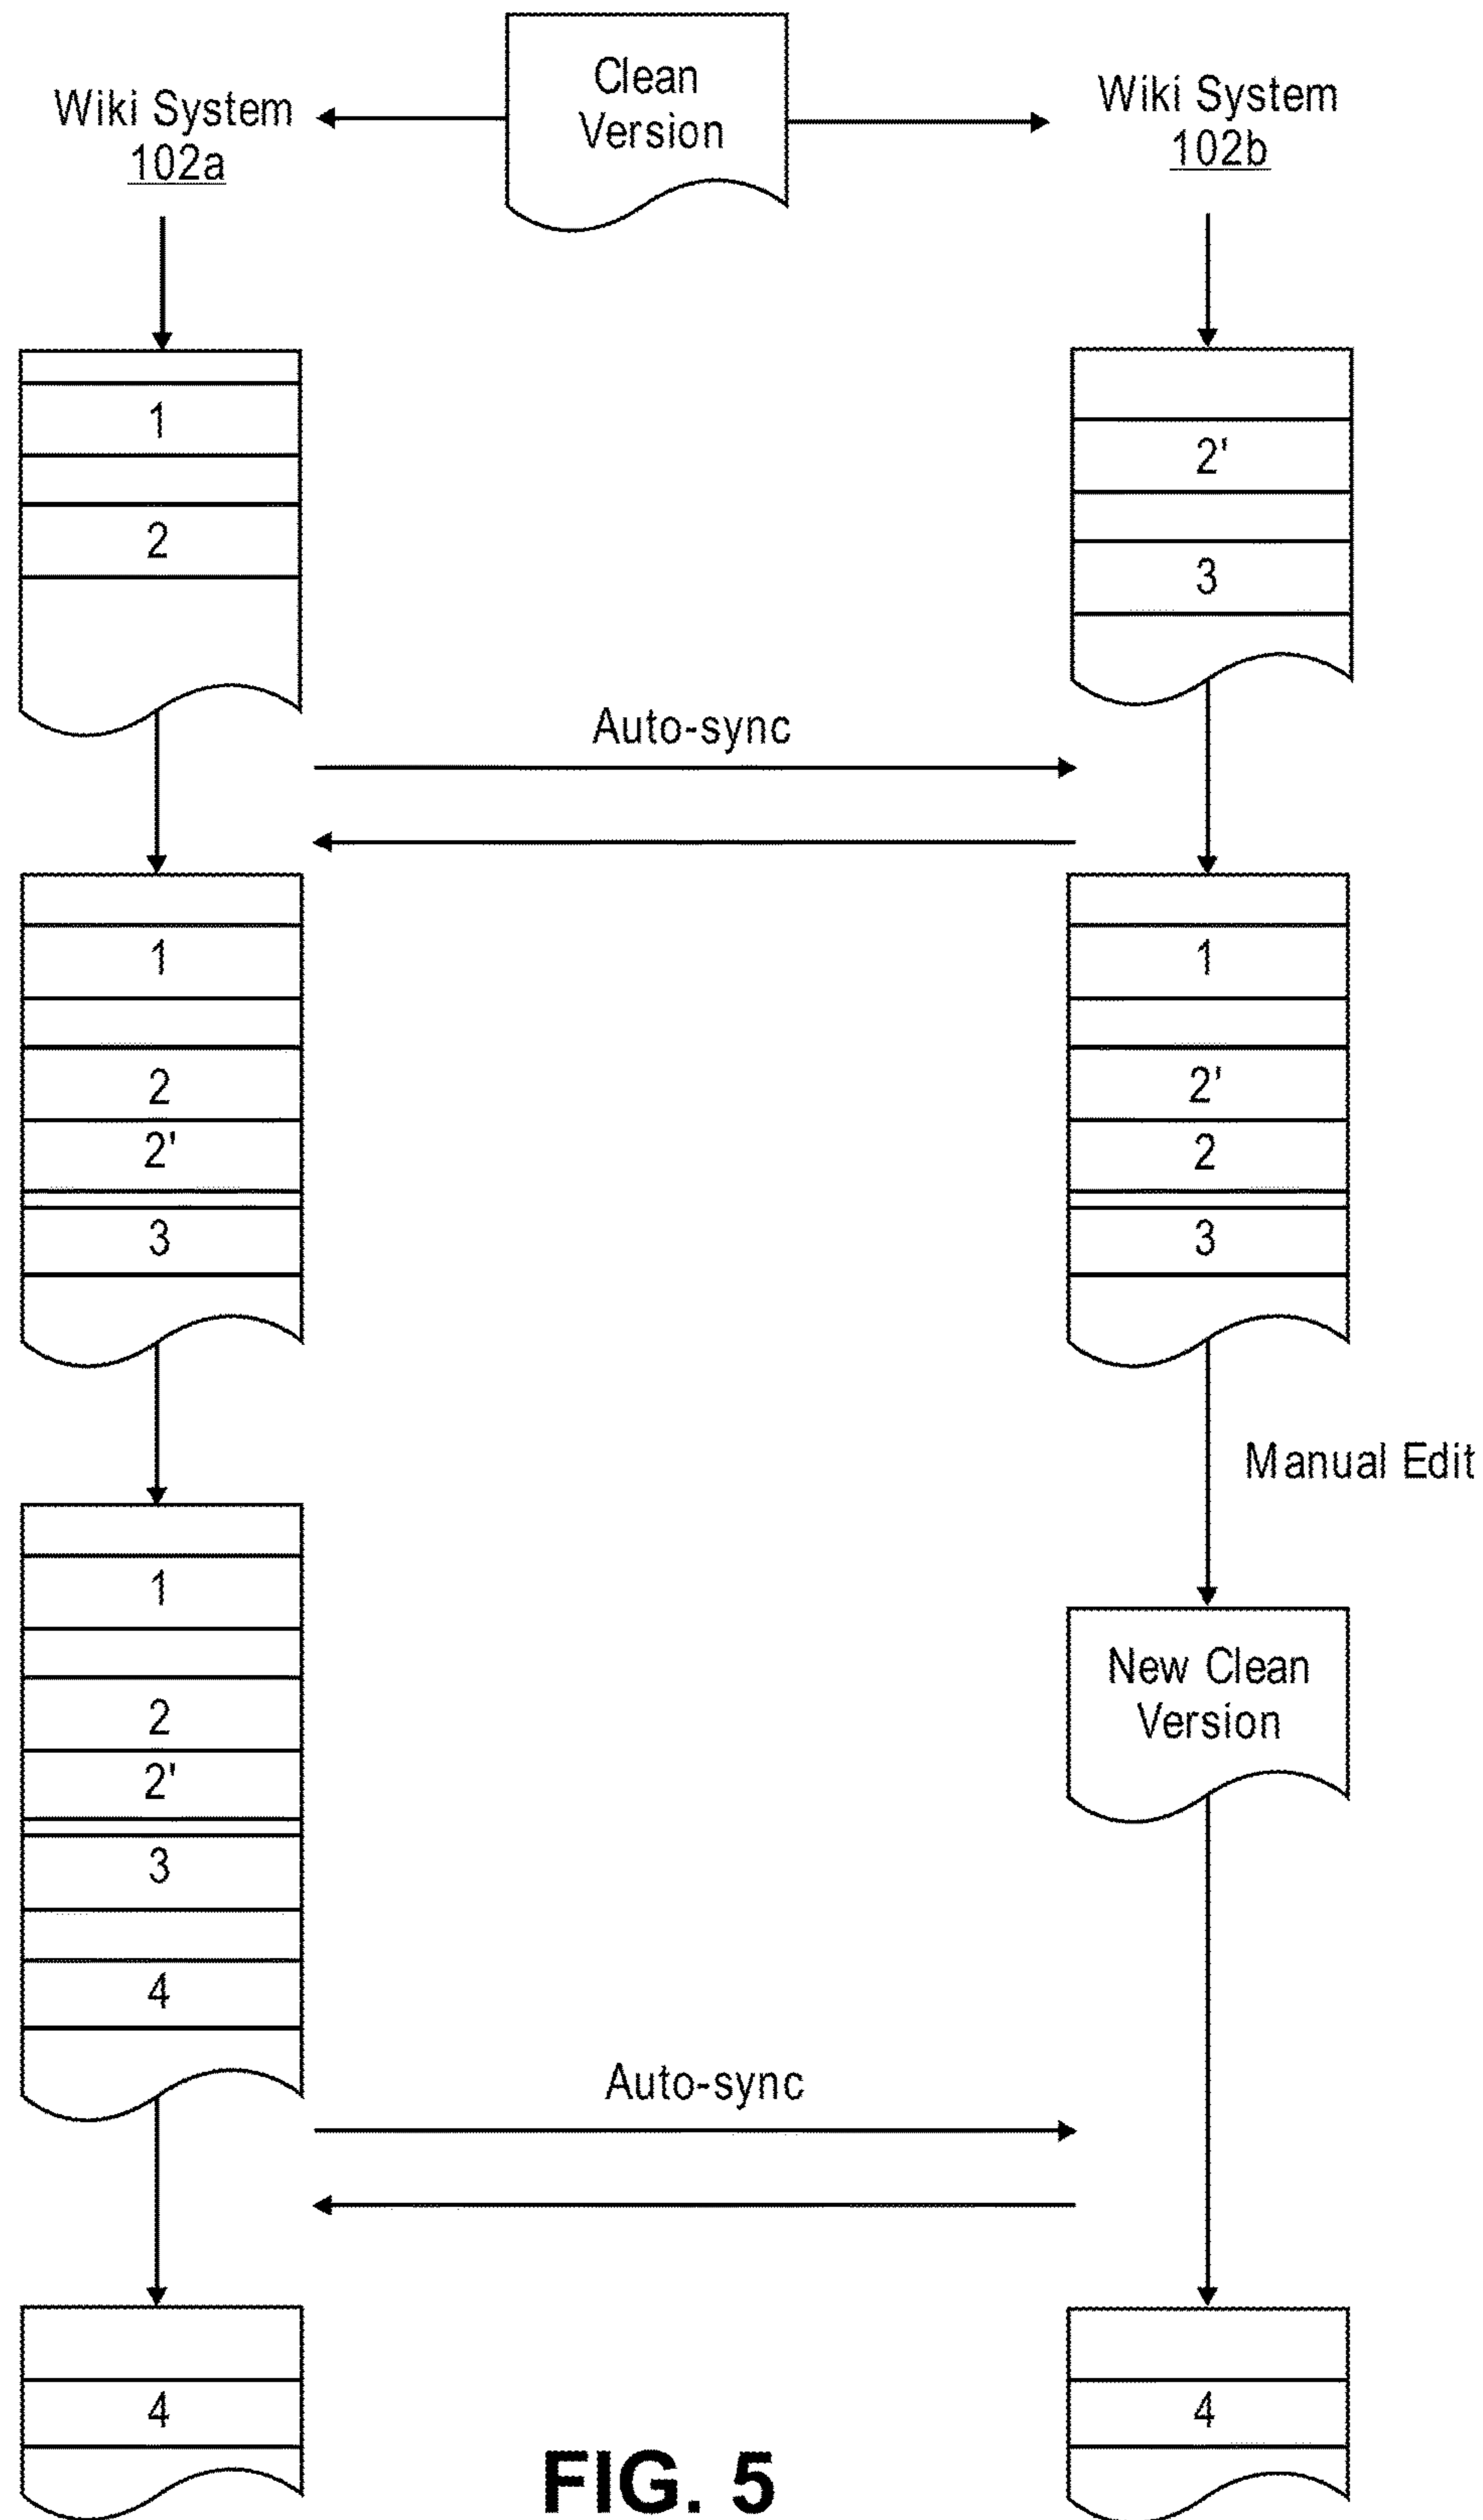 Clean
Version
Wiki System
102a
Wiki System
102b
1
2
2'
3
Auto-sync
1
2
2'
3
1
2'
2
3
Manual Edit
1
2
2'
3
4
New Clean
Version
Auto-sync
4
4
FIG. 5